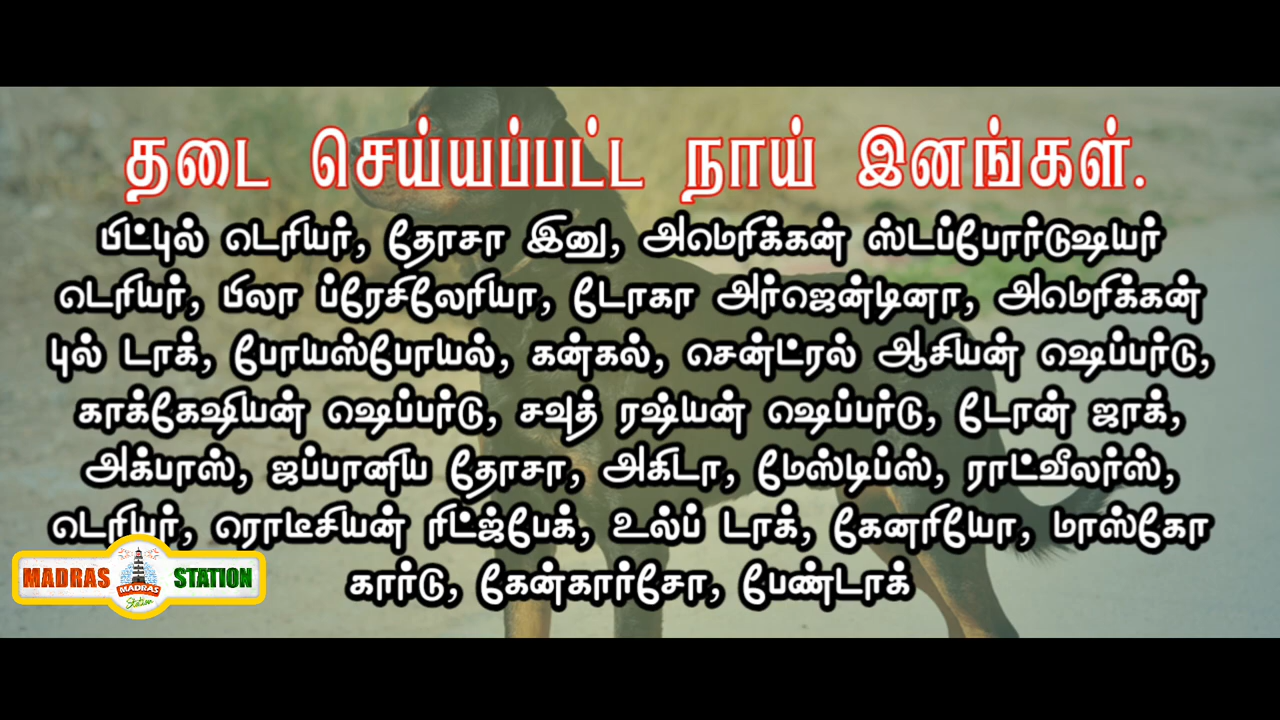 தடை செய்யப்பட்ட நாய் இனங்கள்.
பிட்புல் டெரியர், தோசா இனு, அமெரிக்கன் ஸ்டப்போர்டுஷயர்
டெரியர், பிலா ப்ரேசிலேரியா, டோகா அர்ஜென்டினா, அமெரிக்கன்
புல் டாக், போயஸ்போயல், கன்கல், சென்ட்ரல் ஆசியன் ஷெப்பர்டு,
காக்கேஷியன் ஷெப்பர்டு, சவுத் ரஷ்யன் ஷெப்பர்டு, டோன் ஜாக்,
அக்பாஸ், ஜப்பானிய தோசா, அகிடா, மேஸ்டிப்ஸ், ராட்வீலர்ஸ்,
டெரியர், ரொடீசியன் ரிட்ஜ்பேக், உல்ப் டாக், கேனரியோ, மாஸ்கோ
கார்டு, கேன்கார்சோ, பேண்டாக்
MADRAS STATION
MADRAS
Station